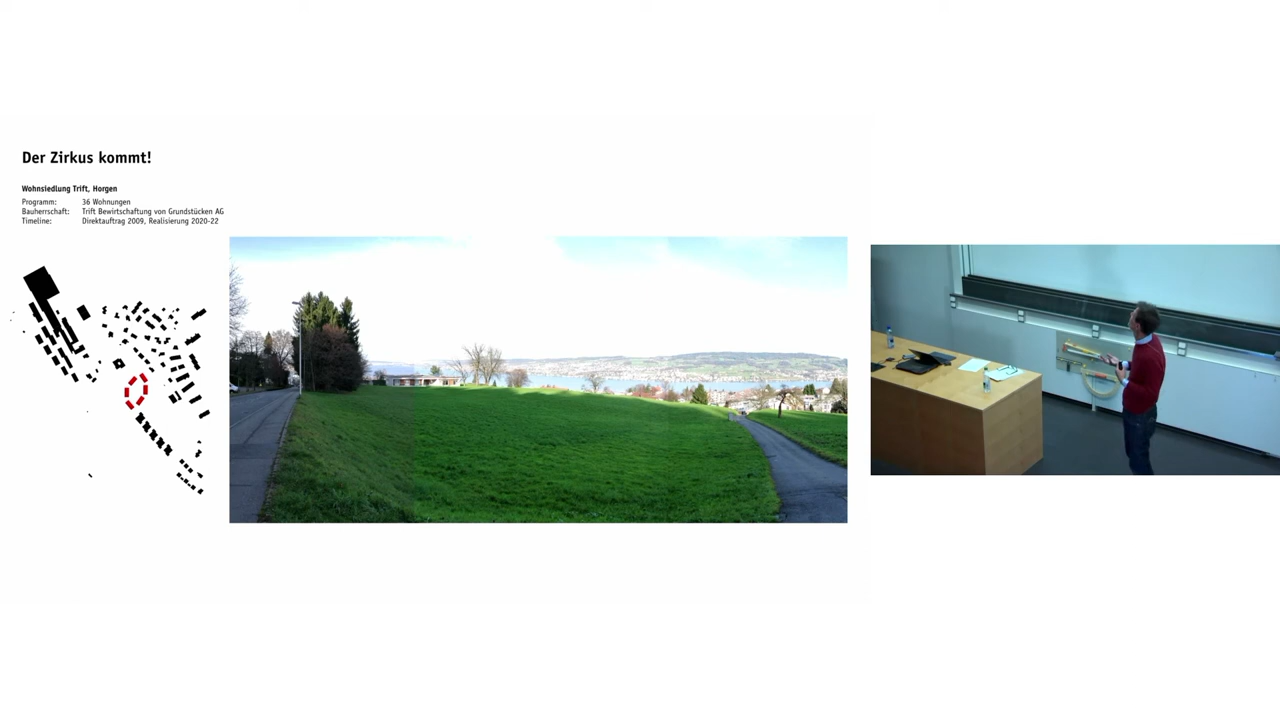 Der Zirkus kommt!
Wohnsiedlung Trift, Horgen
Programm: 36 Wohnungen
Bauherrschaft: Trift Bewirtschaftung von Grundstücken AG
Timeline: Direktauftrag 2009, Realisierung 2020-22